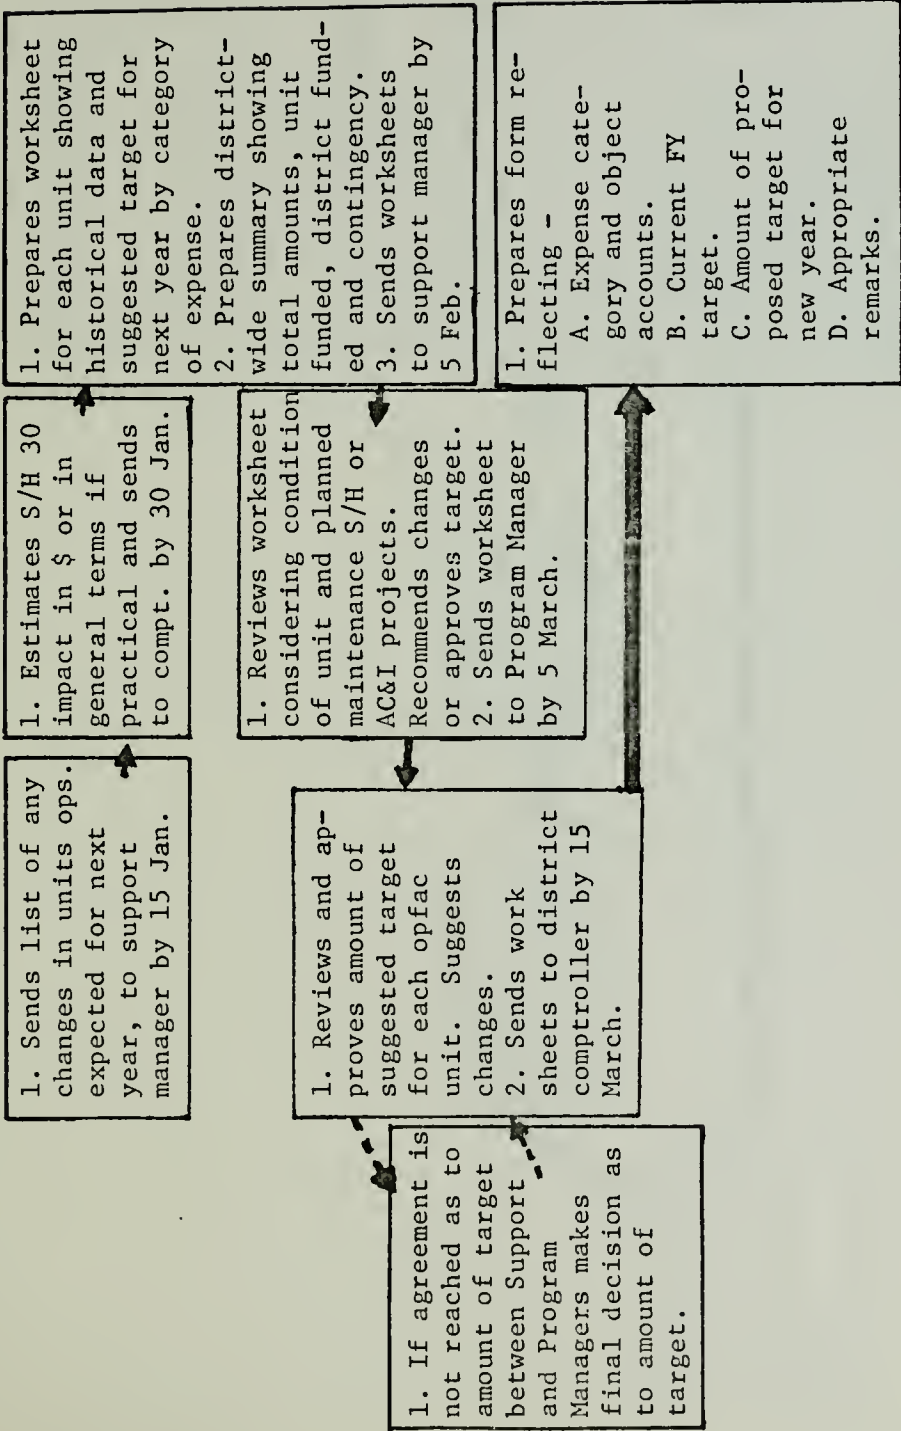 1. Sends list of any
changes in units ops.
expected for next
year, to support
manager by 15 Jan.
1. Estimates S/H 30
impact in $ or in
general terms if
practical and sends
to compt. by 30 Jan.
1. Prepares worksheet
for each unit showing
historical data and
suggested target for
next year by category
of expense.
2. Prepares district-
wide summary showing
total amounts, unit
funded, district fund-
ed and contingency.
3. Sends worksheets
to support manager by
5 Feb.
1. Reviews worksheet
considering condition
of unit and planned
maintenance S/H or
AC&I projects.
Recommends changes
or approves target.
2. Sends worksheet
to Program Manager
by 5 March.
1. Reviews and ap-
proves amount of
suggested target
for each opfac
unit. Suggests
changes.
2. Sends work
sheets to district
comptroller by 15
March.
1. If agreement is
not reached as to
amount of target
between Support
and Program
Managers makes
final decision as
to amount of
target.
1. Prepares form re-
flecting -
A. Expense cate-
gory and object
accounts.
B. Current FY
target.
C. Amount of pro-
posed target for
new year.
D. Appropriate
remarks.